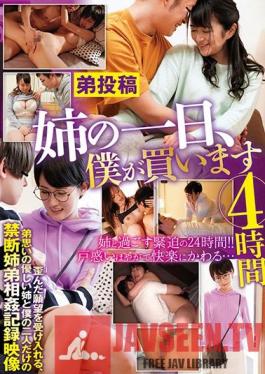 弟投稿
姉の一日、
僕が買います
4時間
姉と過ごす緊迫の24時間!!
戸惑いはやがて快楽にかわる…
歪んだ願望を受け入れる、
弟思いの優しい姉と僕の二人だけの
禁断姉弟相姦記録映像
JAVSEEN.TV
FREE JAV LIBRARY